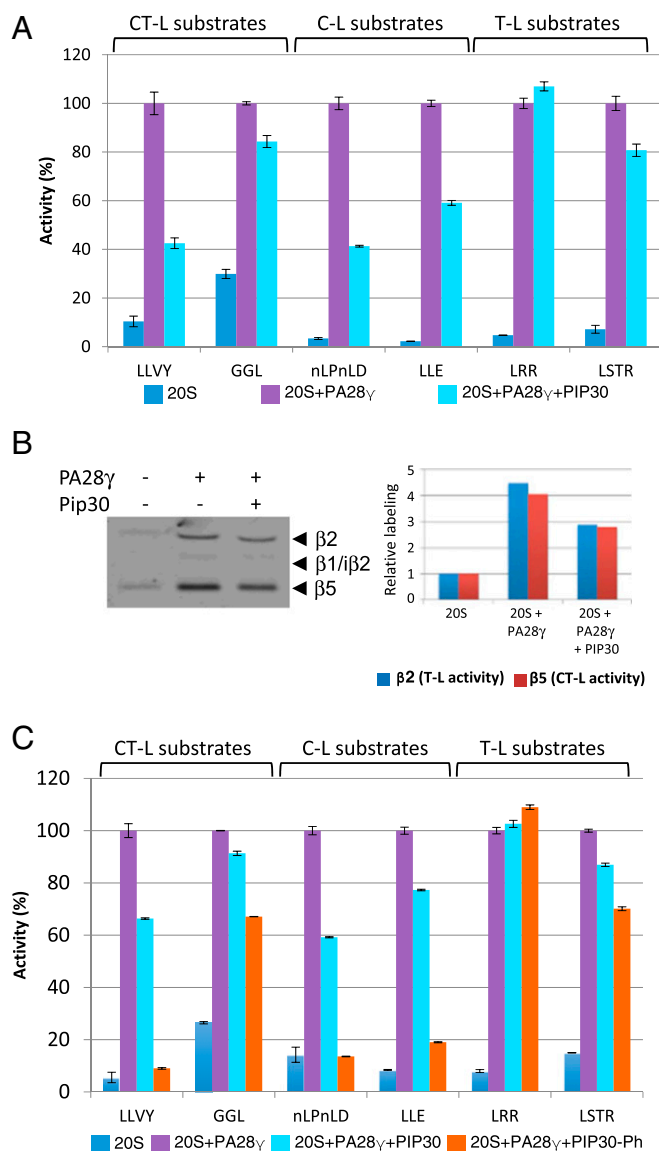 A
CT-L substrates C-L substrates T-L substrates
120
100
80
60
40
20
0
Activity (%)
LLVY GGL nLPnLD LLE LRR LSTR
20S 20S+PA28γ 20S+PA28γ+PIP30
B
PA28γ - + +
Pip30 - - +
β2
β1/iβ2
β5
5
4
3
2
1
0
Relative labeling
20S
20S +
PA28γ
20S +
PA28γ
+ PIP30
β2 (T-L activity) β5 (CT-L activity)
C
CT-L substrates C-L substrates T-L substrates
120
100
80
60
40
20
0
Activity (%)
LLVY GGL nLPnLD LLE LRR LSTR
20S 20S+PA28γ 20S+PA28γ+PIP30 20S+PA28γ+PIP30-Ph